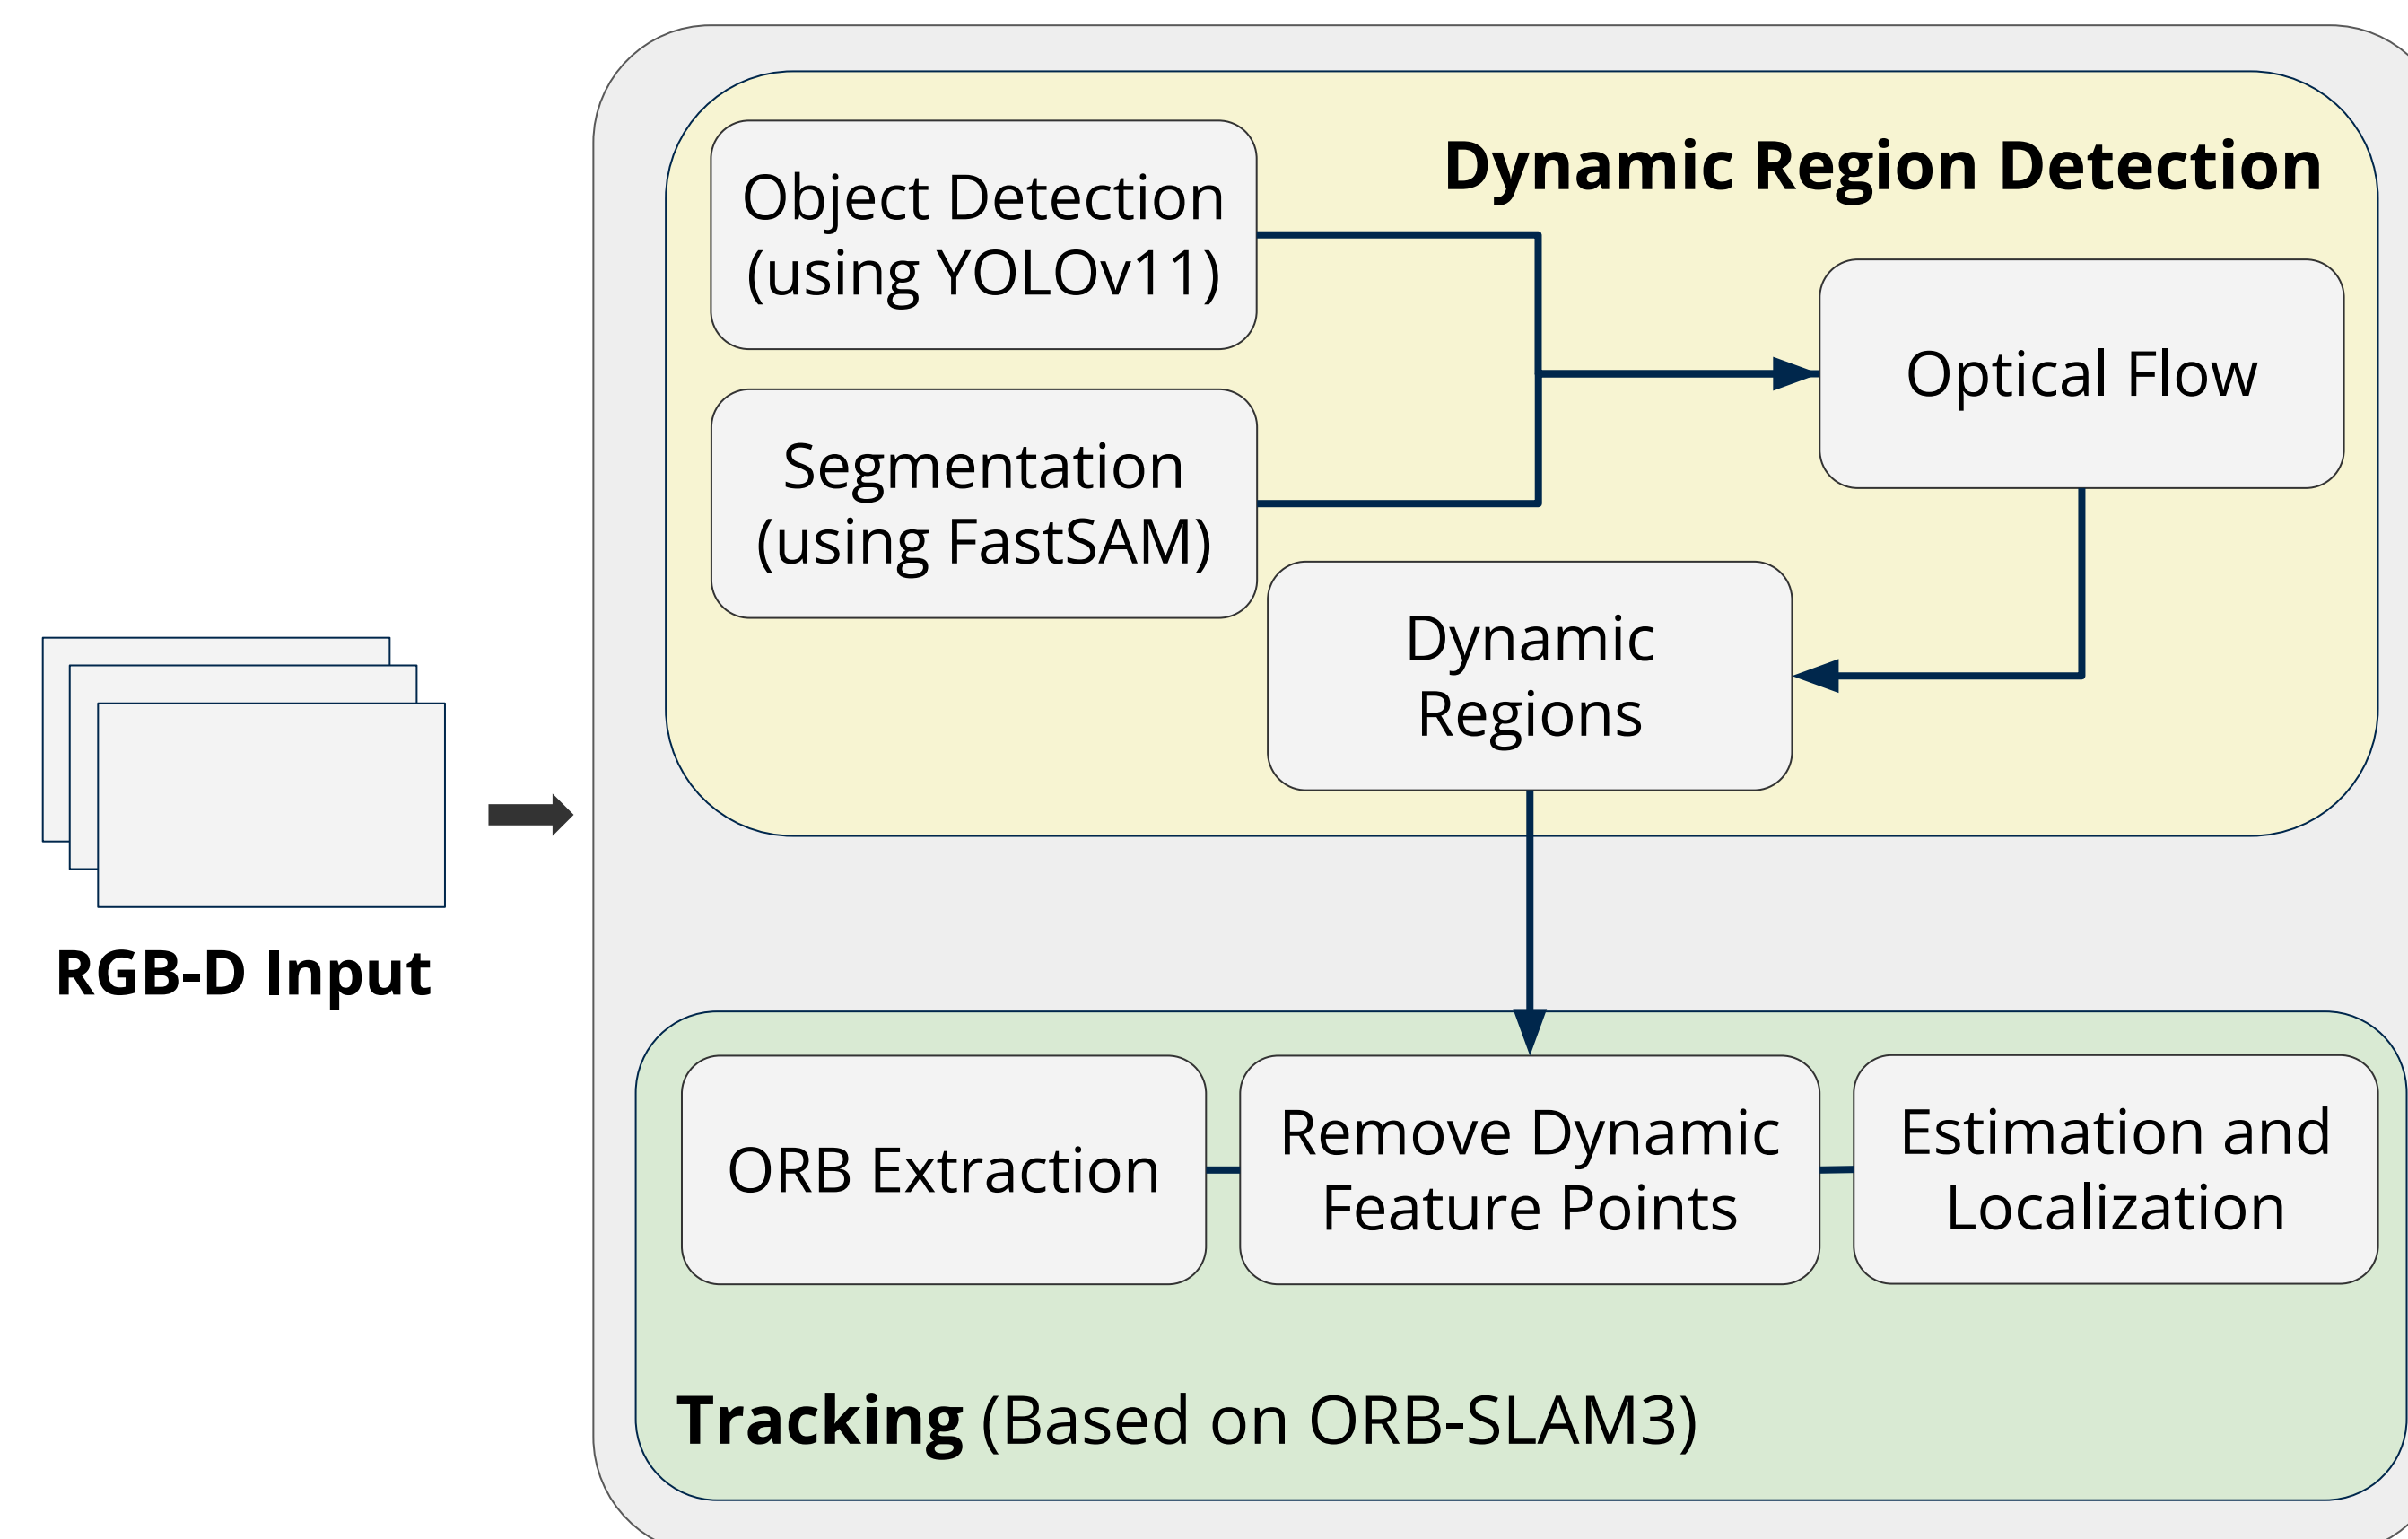 Dynamic Region Detection
Object Detection
(using YOLOv11)
Optical Flow
Segmentation
(using FastSAM)
Dynamic
Regions
RGB-D Input
ORB Extraction
Remove Dynamic
Feature Points
Estimation and
Localization
Tracking (Based on ORB-SLAM3)